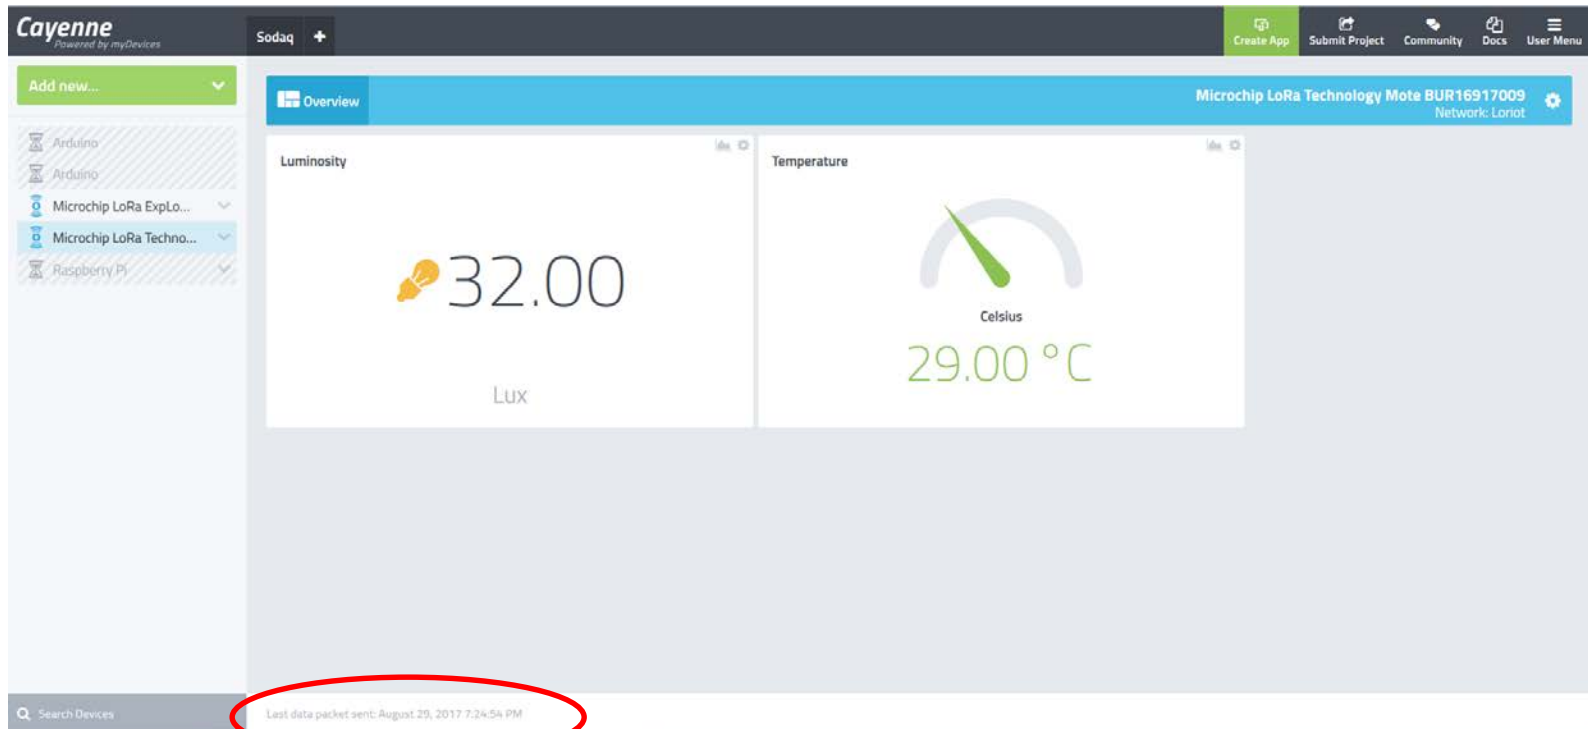 Cayenne
Powered by myDevices
Sodaq +
Create App
Submit Project
Community
Docs
User Menu
Add new...
Arduino
Arduino
Microchip LoRa ExpLo...
Microchip LoRa Techno...
Raspberry Pi
Search Devices
Overview
Microchip LoRa Technology Mote BUR16917009
Network: Loriot
Luminosity
32.00
Lux
Temperature
Celsius
29.00 °C
Last data packet sent: August 29, 2017 7:24:54 PM